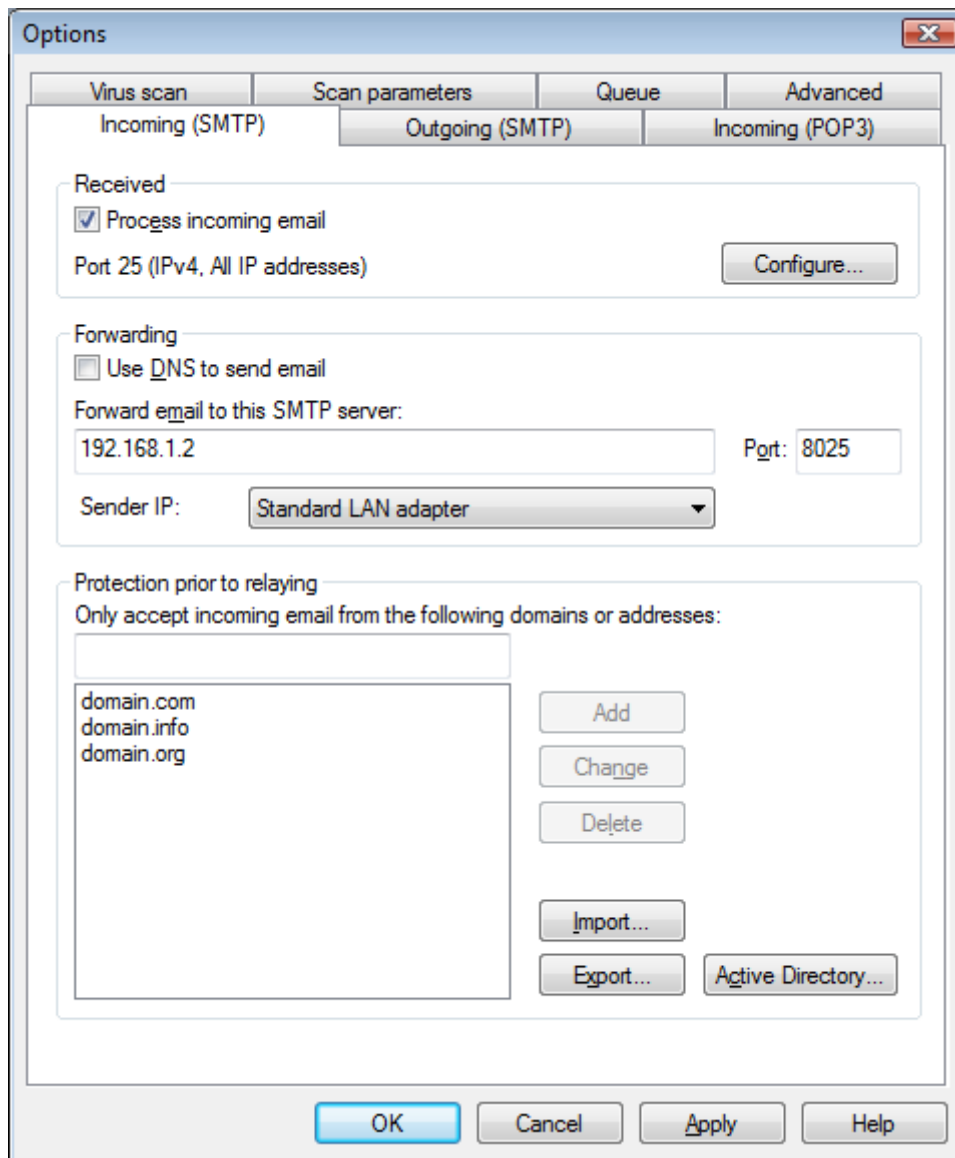 Options
Virus scan Scan parameters Queue Advanced
Incoming (SMTP) Outgoing (SMTP) Incoming (POP3)
Received
Process incoming email
Port 25 (IPv4, All IP addresses) Configure...
Forwarding
Use DNS to send email
Forward email to this SMTP server:
192.168.1.2 Port: 8025
Sender IP: Standard LAN adapter
Protection prior to relaying
Only accept incoming email from the following domains or addresses:
domain.com
domain.info
domain.org
Add
Change
Delete
Import...
Export... Active Directory...
OK Cancel Apply Help